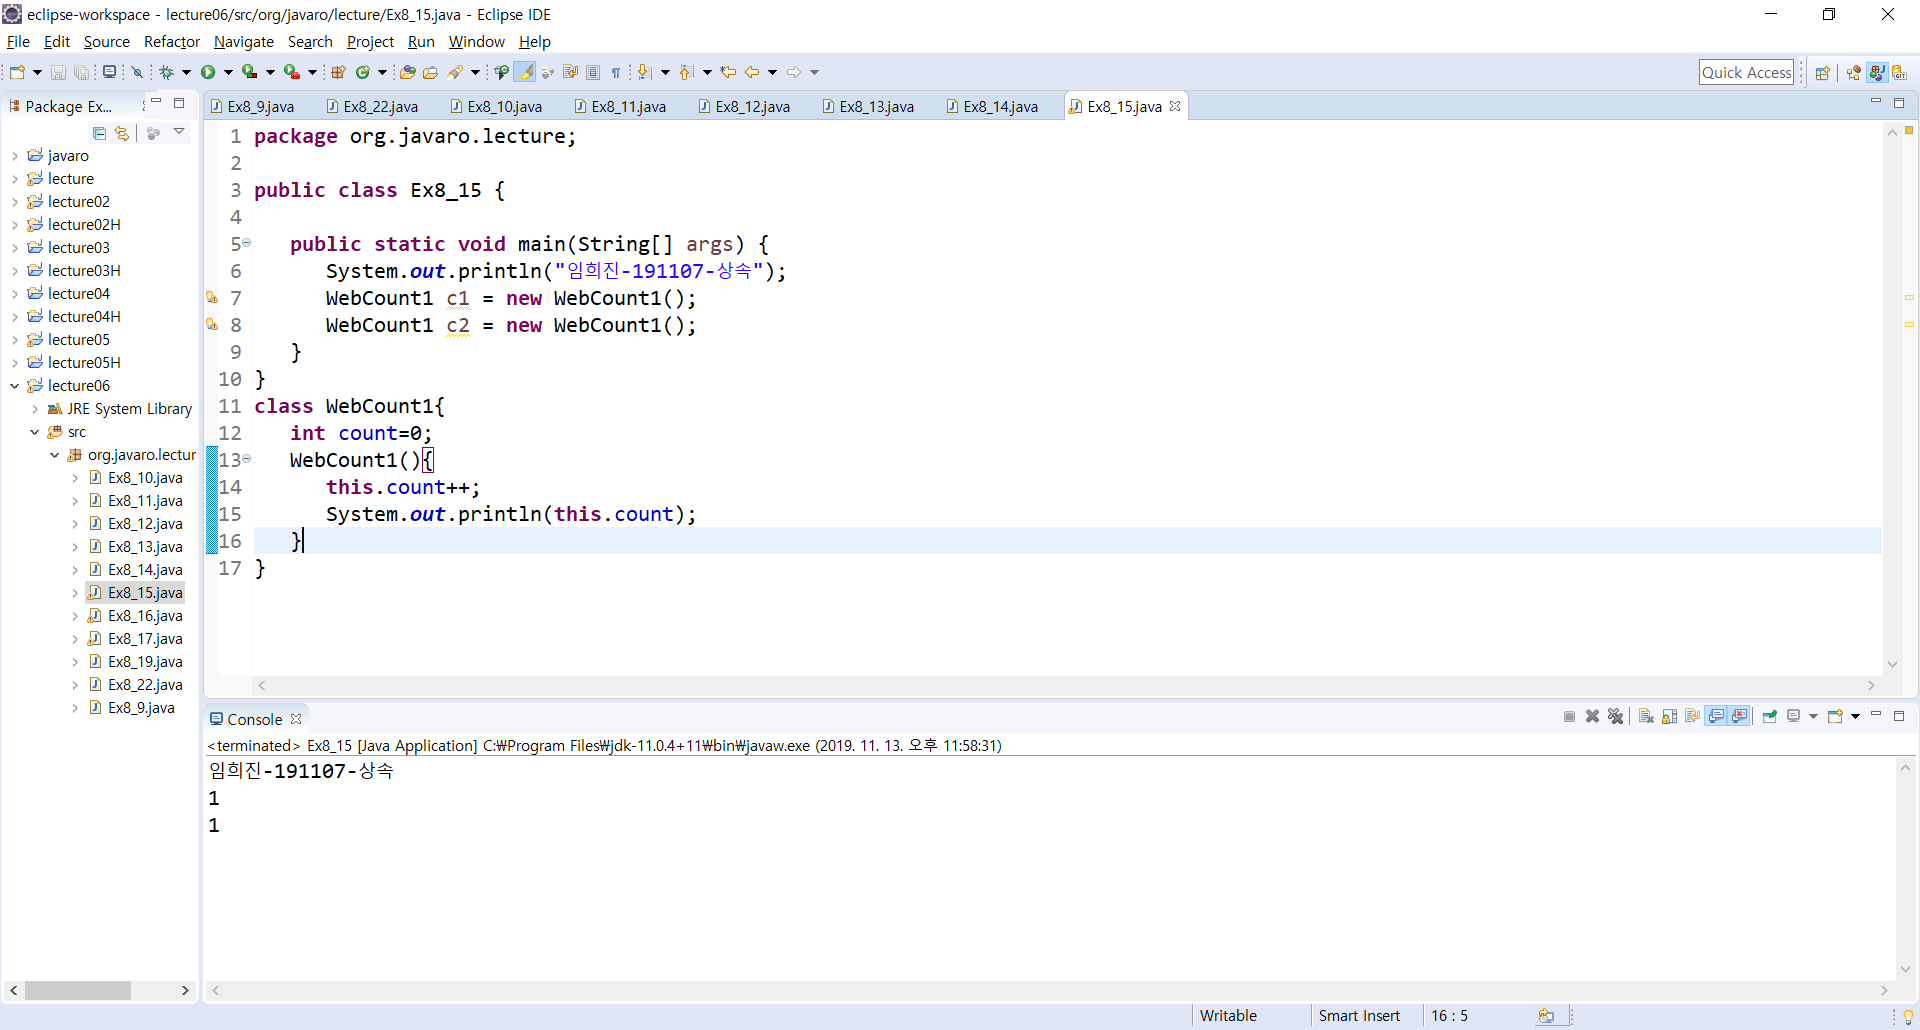 eclipse-workspace - lecture06/src/org/javaro/lecture/Ex8_15.java - Eclipse IDE
File Edit Source Refactor Navigate Search Project Run Window Help
Quick Access
Package Ex...
javaro
lecture
lecture02
lecture02H
lecture03
lecture03H
lecture04
lecture04H
lecture05
lecture05H
lecture06
JRE System Library
src
org.javaro.lectur
Ex8_10.java
Ex8_11.java
Ex8_12.java
Ex8_13.java
Ex8_14.java
Ex8_15.java
Ex8_16.java
Ex8_17.java
Ex8_19.java
Ex8_22.java
Ex8_9.java
Ex8_9.java Ex8_22.java Ex8_10.java Ex8_11.java Ex8_12.java Ex8_13.java Ex8_14.java Ex8_15.java
1 package org.javaro.lecture;
2
3 public class Ex8_15 {
4
5 public static void main(String[] args) {
6 System.out.println("임희진-191107-상속");
7 WebCount1 c1 = new WebCount1();
8 WebCount1 c2 = new WebCount1();
9 }
10 }
11 class WebCount1{
12 int count=0;
13 WebCount1(){
14 this.count++;
15 System.out.println(this.count);
16 }
17 }
Console
<terminated> Ex8_15 [Java Application] C:₩Program Files₩jdk-11.0.4+11₩bin₩javaw.exe (2019. 11. 13. 오후 11:58:31)
임희진-191107-상속
1
1
Writable Smart Insert 16 : 5